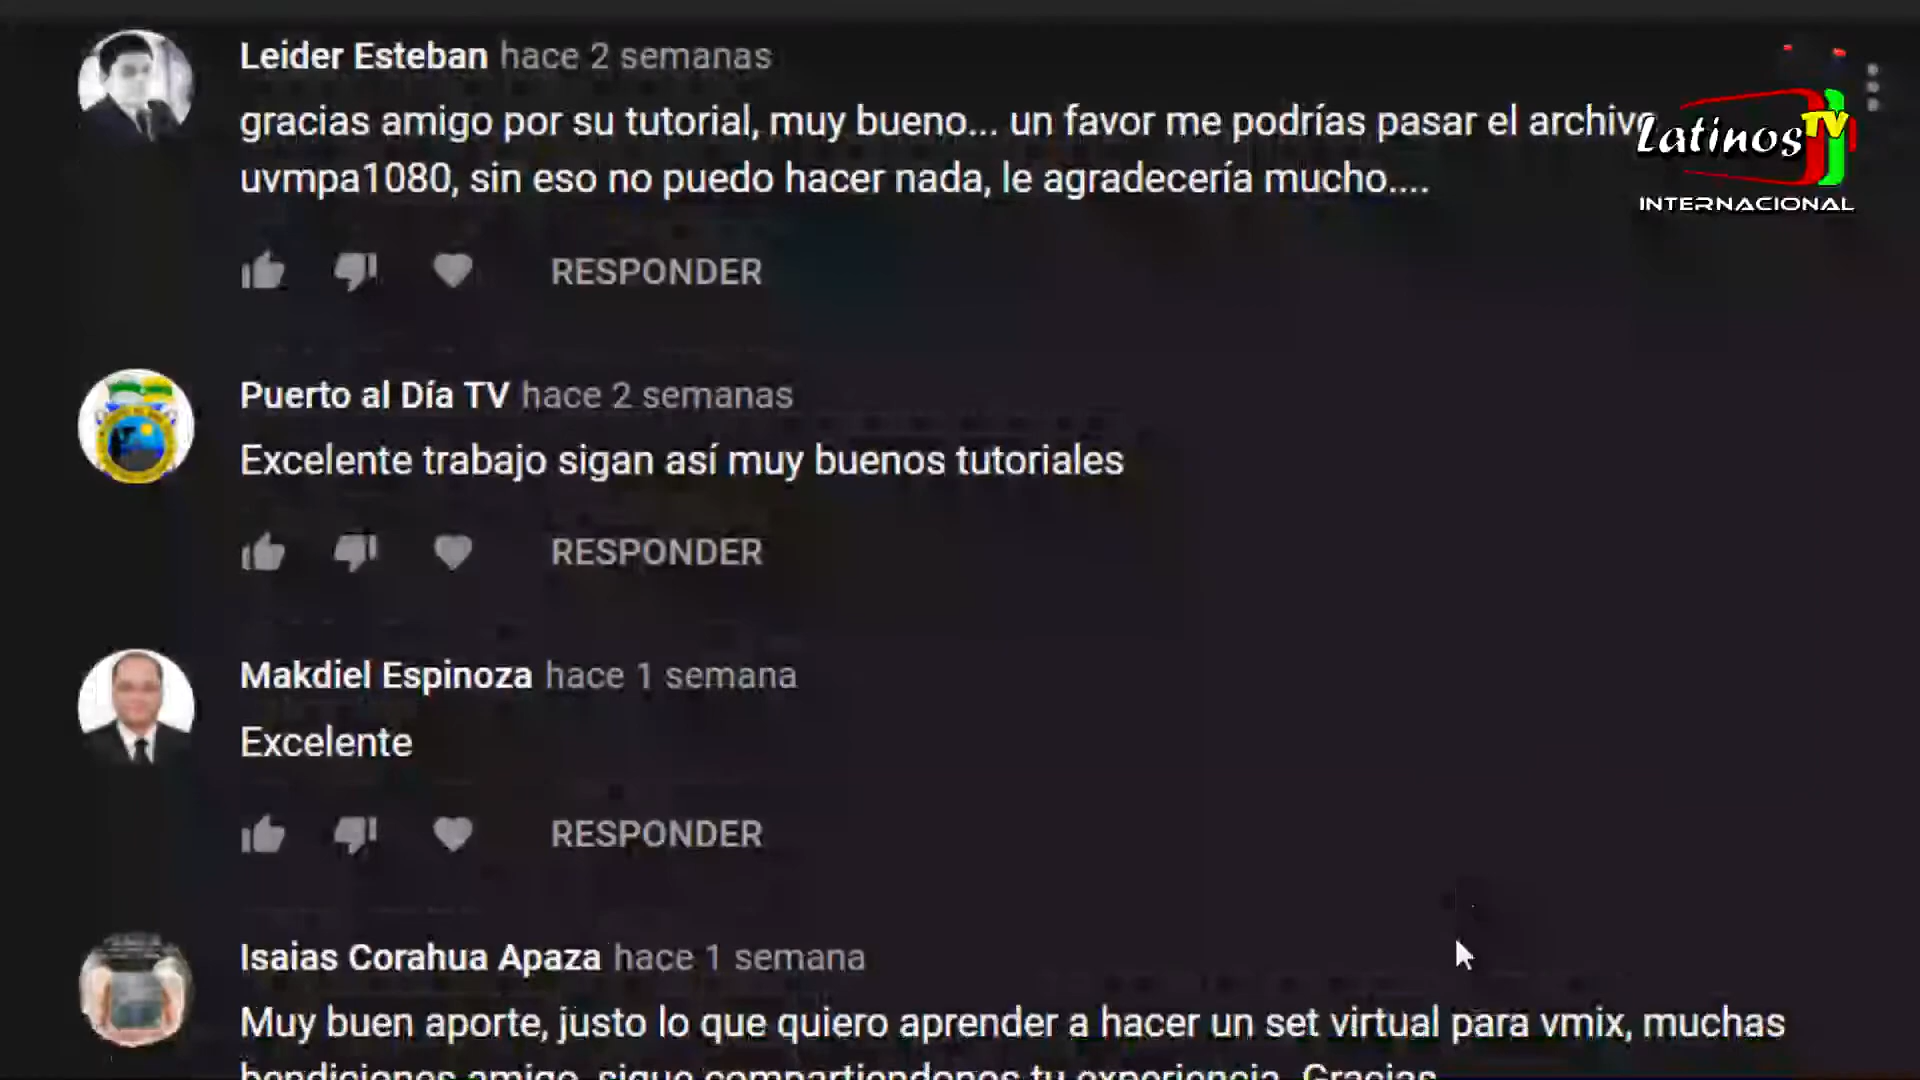 Leider Esteban hace 2 semanas
gracias amigo por su tutorial, muy bueno... un favor me podrías pasar el archivo
uvmpa1080, sin eso no puedo hacer nada, le agradecería mucho....
Latinos TV
INTERNACIONAL
RESPONDER
Puerto al Día TV hace 2 semanas
Excelente trabajo sigan así muy buenos tutoriales
RESPONDER
Makdiel Espinoza hace 1 semana
Excelente
RESPONDER
Isaias Corahua Apaza hace 1 semana
Muy buen aporte, justo lo que quiero aprender a hacer un set virtual para vmix, muchas
bendiciones amigo, sigue compartiendonos tu experiencia. Gracias